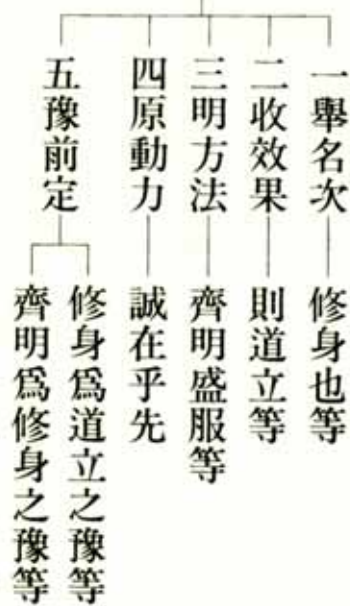 一舉名次
修身也等
二收效果
則道立等
三明方法
齊明盛服等
四原動力
誠在乎先
五豫前定
修身爲道立之豫等
齊明爲修身之豫等